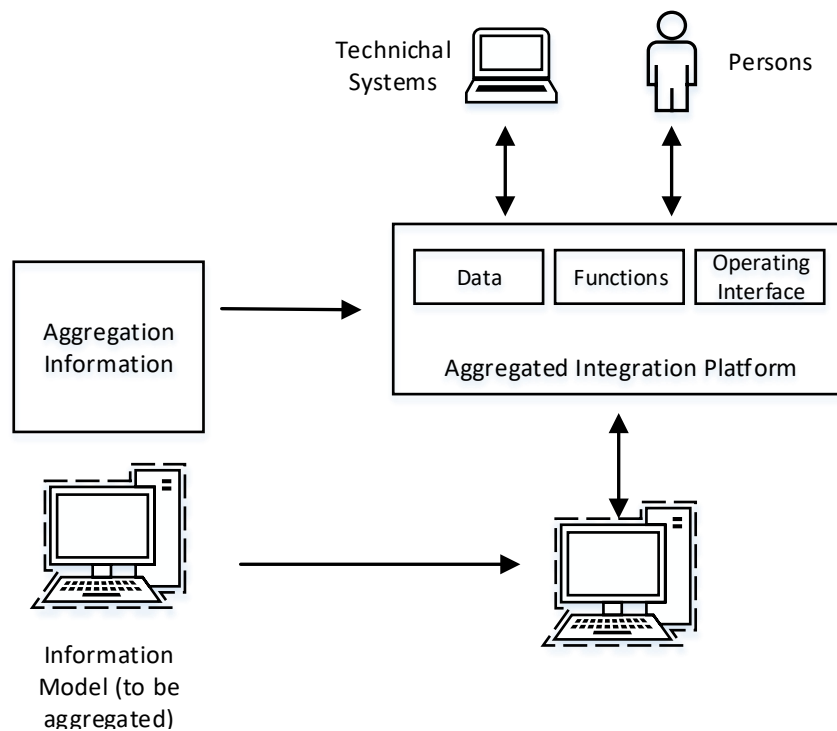 Technichal
Systems
Persons
Data
Functions
Operating
Interface
Aggregation
Information
Aggregated Integration Platform
Information
Model (to be
aggregated)